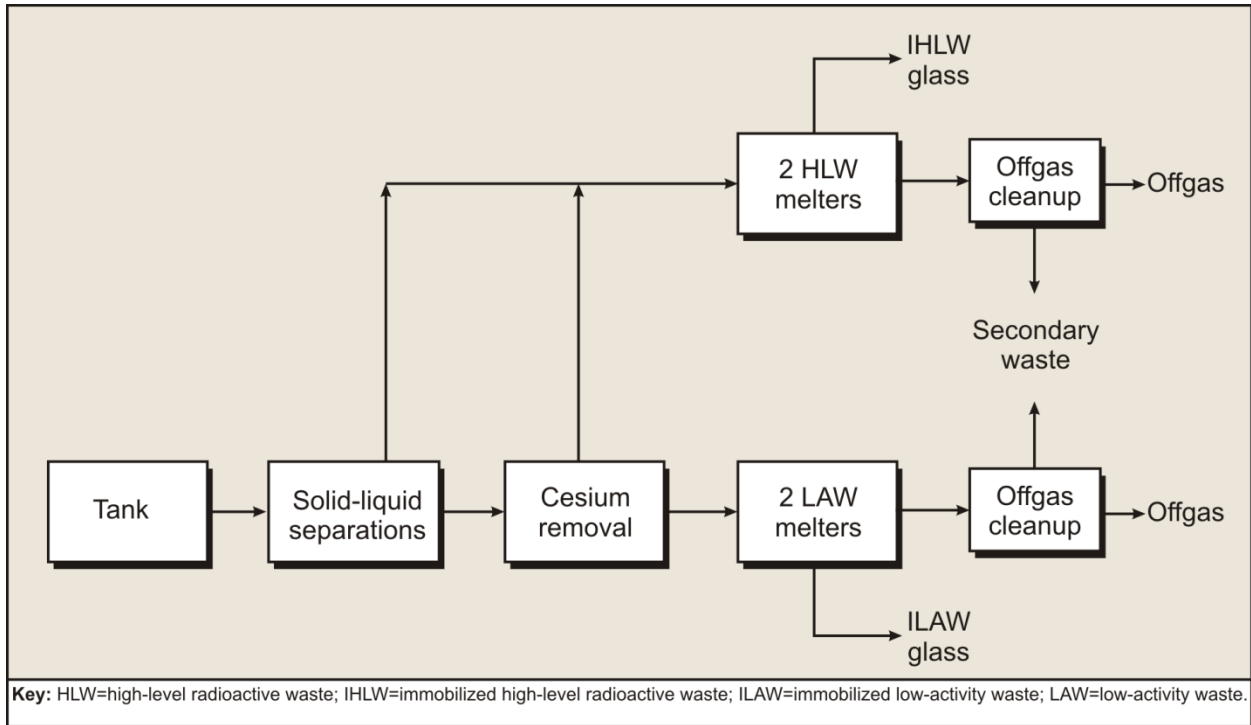 IHLW
glass
2 HLW
melters
Offgas
cleanup
Offgas
Secondary
waste
Tank
Solid-liquid
separations
Cesium
removal
2 LAW
melters
Offgas
cleanup
Offgas
ILAW
glass
Key: HLW=high-level radioactive waste; IHLW=immobilized high-level radioactive waste; ILAW=immobilized low-activity waste; LAW=low-activity waste.